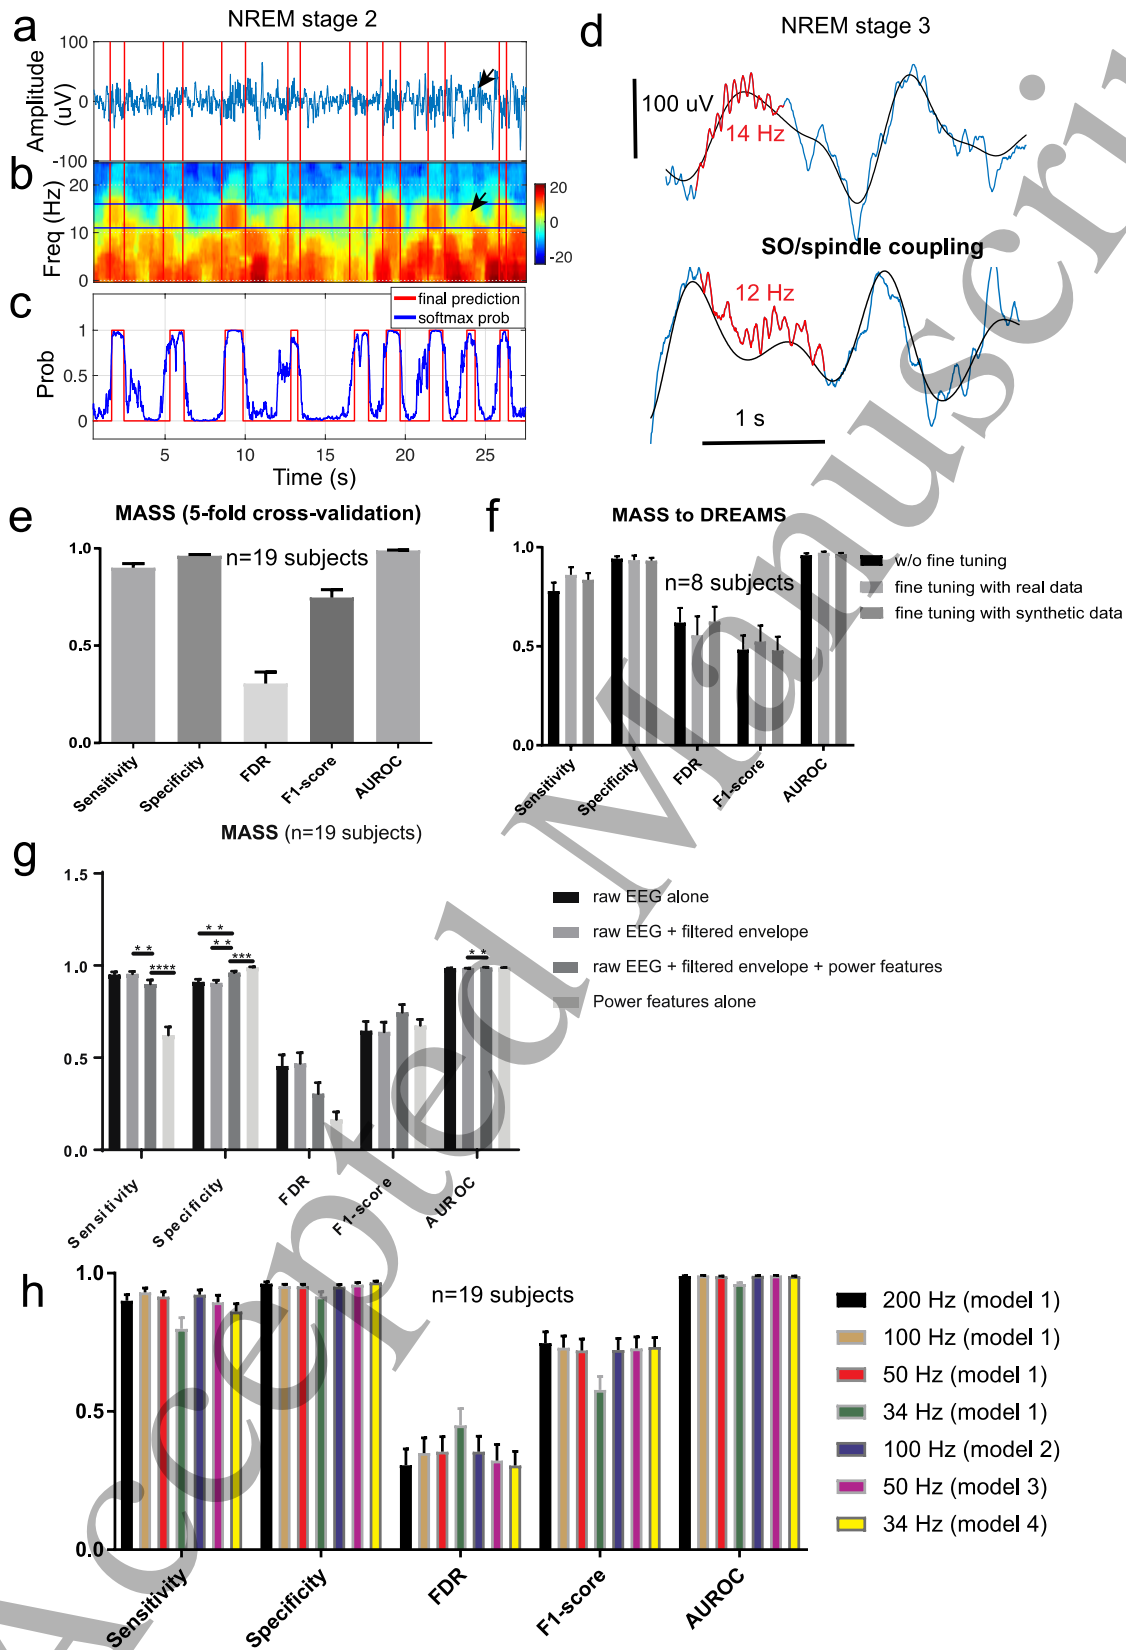 a
NREM stage 2
100
0
-100
Amplitude
(uV)
b
20
10
0
Freq (Hz)
20
0
-20
c
final prediction
softmax prob
1
0.5
0
Prob
5
10
15
20
25
Time (s)
d
NREM stage 3
100 uV
14 Hz
SO/spindle coupling
12 Hz
1 s
e
MASS (5-fold cross-validation)
n=19 subjects
1.0
0.5
0.0
Sensitivity
Specificity
FDR
F1-score
AUROC
f
MASS to DREAMS
n=8 subjects
1.0
0.5
0.0
Sensitivity
Specificity
FDR
F1-score
AUROC
w/o fine tuning
fine tuning with real data
fine tuning with synthetic data
g
MASS (n=19 subjects)
1.5
1.0
0.5
0.0
**
****
**
**
***
**
Sensitivity
Specificity
FDR
F1-score
AUROC
raw EEG alone
raw EEG + filtered envelope
raw EEG + filtered envelope + power features
Power features alone
h
n=19 subjects
1.0
0.5
0.0
Sensitivity
Specificity
FDR
F1-score
AUROC
200 Hz (model 1)
100 Hz (model 1)
50 Hz (model 1)
34 Hz (model 1)
100 Hz (model 2)
50 Hz (model 3)
34 Hz (model 4)
Accepted Manuscrip